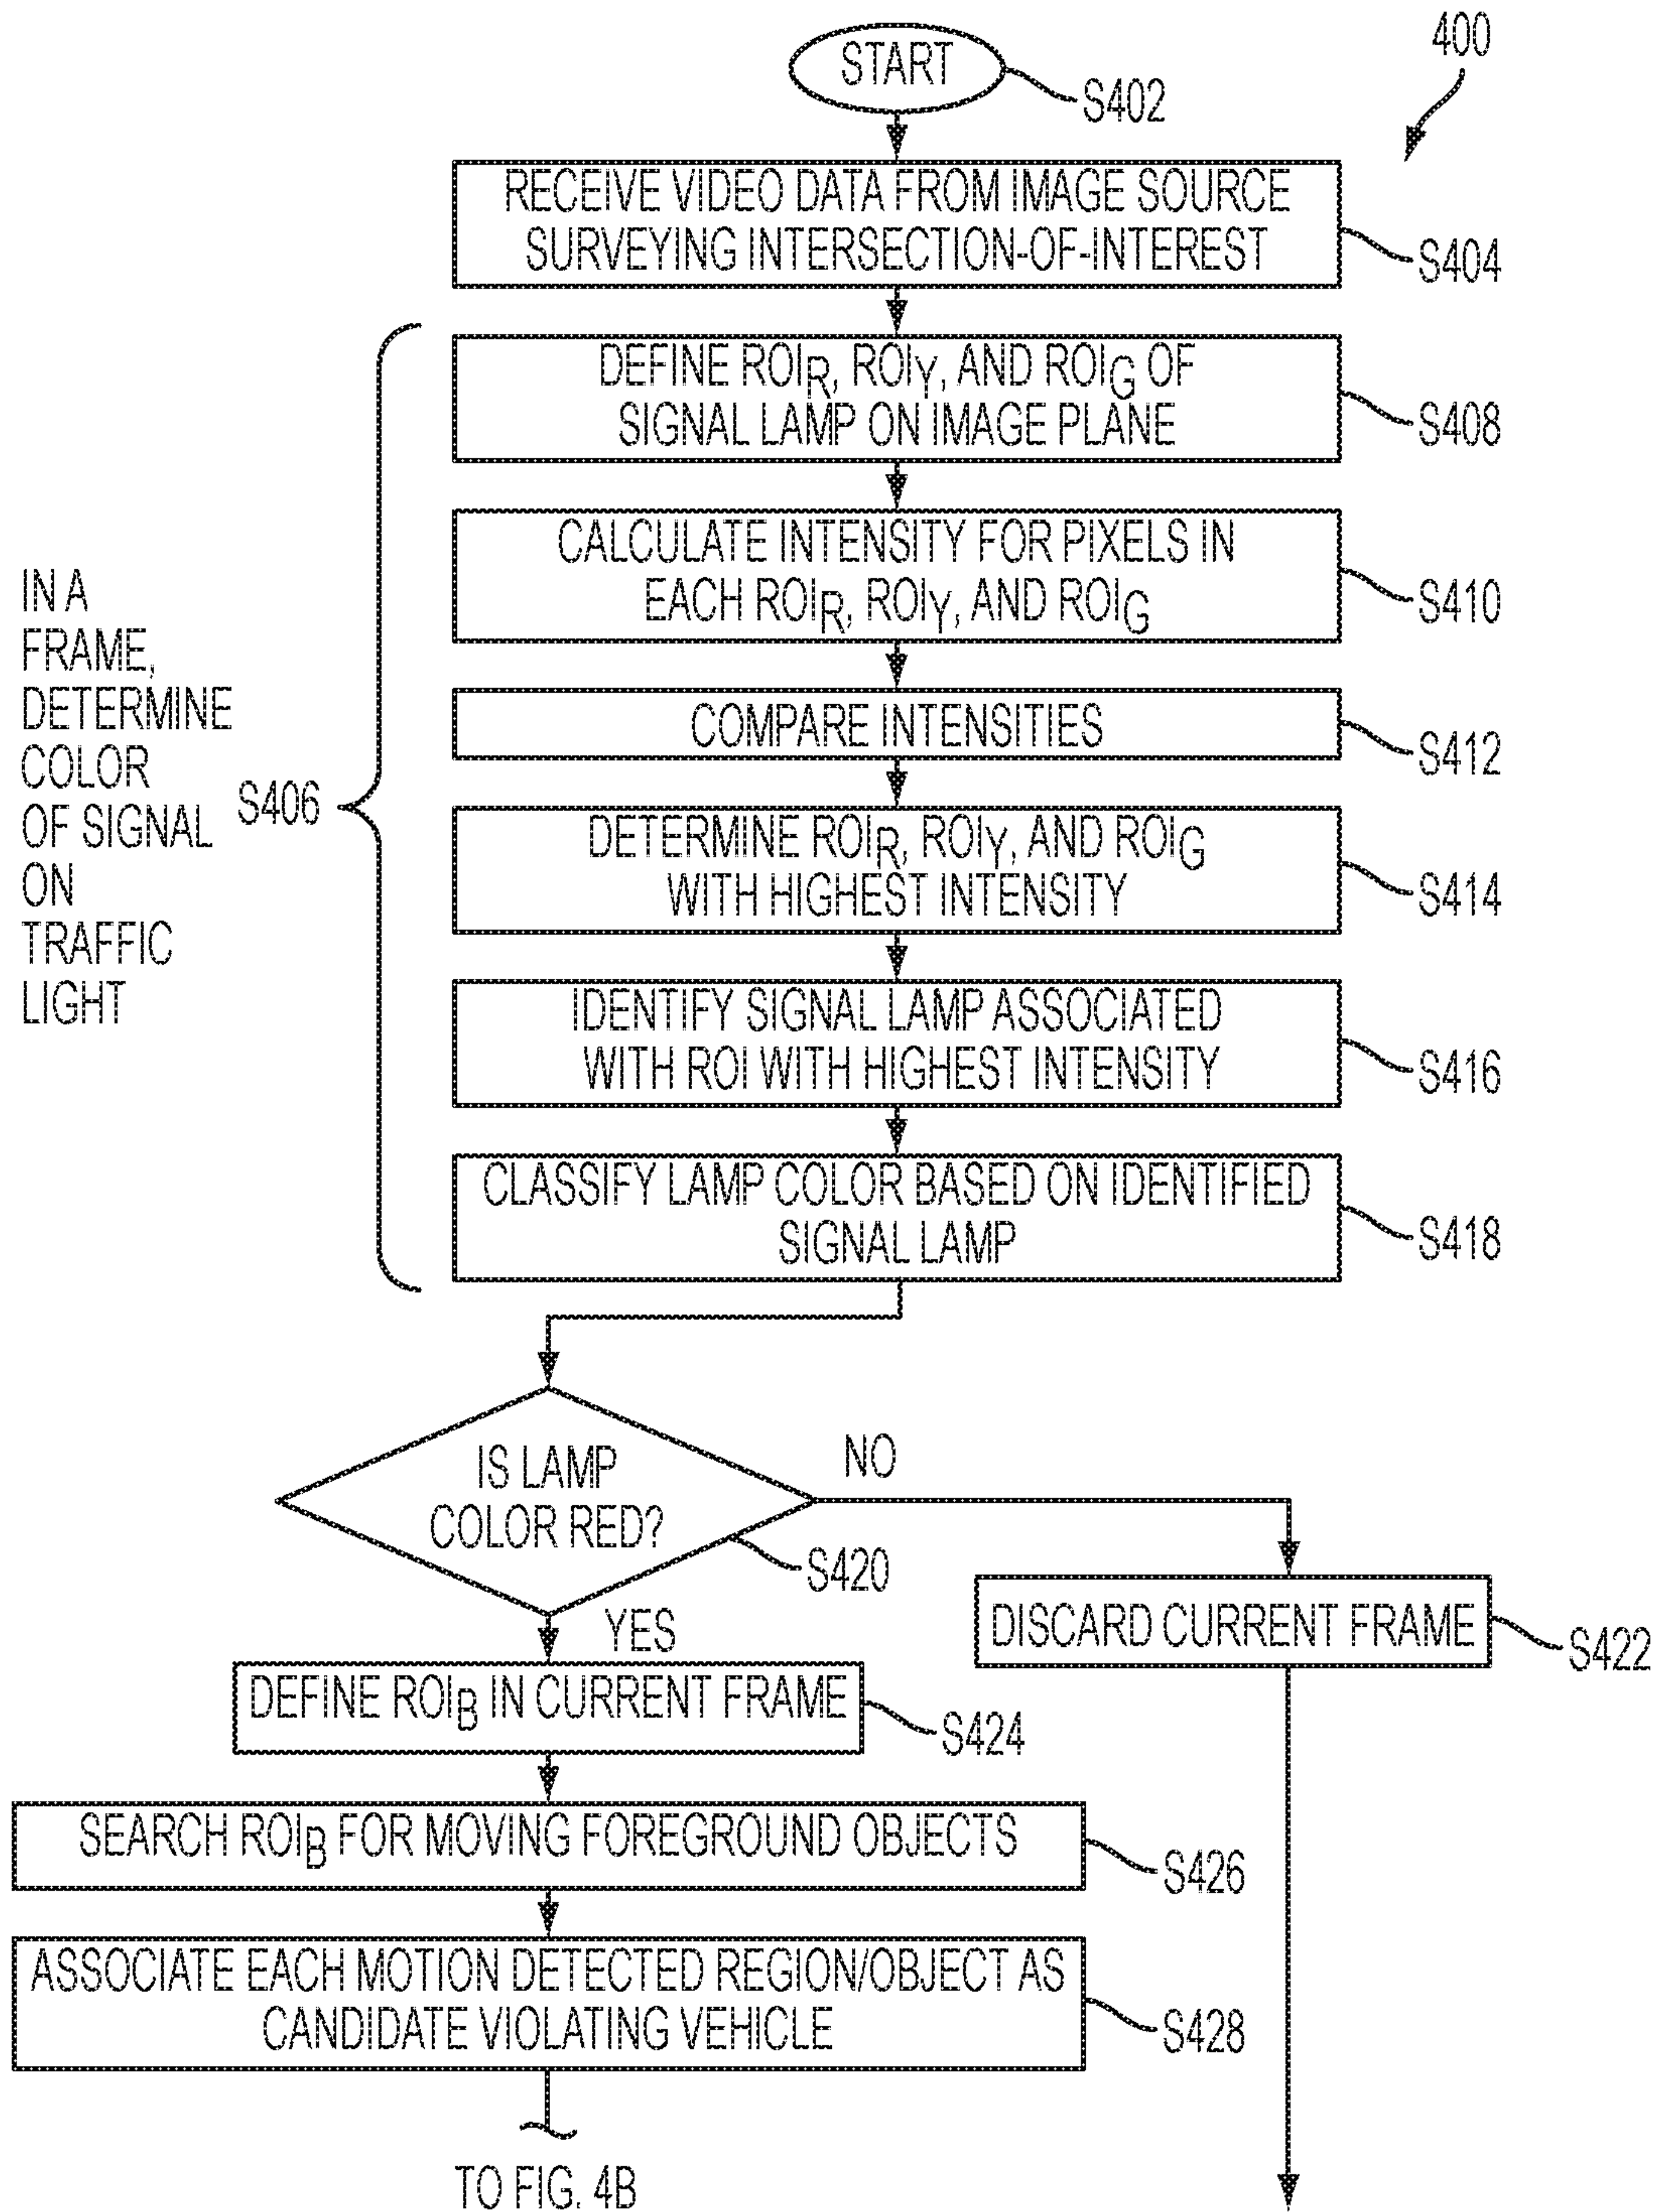 400
START
S402
RECEIVE VIDEO DATA FROM IMAGE SOURCE
SURVEYING INTERSECTION-OF-INTEREST
S404
DEFINE ROIR, ROIY, AND ROIG OF
SIGNAL LAMP ON IMAGE PLANE
S408
CALCULATE INTENSITY FOR PIXELS IN
EACH ROIR, ROIY, AND ROIG
S410
IN A
FRAME,
DETERMINE
COLOR
OF SIGNAL
ON
TRAFFIC
LIGHT
S406
COMPARE INTENSITIES
S412
DETERMINE ROIR, ROIY, AND ROIG
WITH HIGHEST INTENSITY
S414
IDENTIFY SIGNAL LAMP ASSOCIATED
WITH ROI WITH HIGHEST INTENSITY
S416
CLASSIFY LAMP COLOR BASED ON IDENTIFIED
SIGNAL LAMP
S418
IS LAMP
COLOR RED?
S420
NO
YES
DISCARD CURRENT FRAME
S422
DEFINE ROIB IN CURRENT FRAME
S424
SEARCH ROIB FOR MOVING FOREGROUND OBJECTS
S426
ASSOCIATE EACH MOTION DETECTED REGION/OBJECT AS
CANDIDATE VIOLATING VEHICLE
S428
TO FIG. 4B